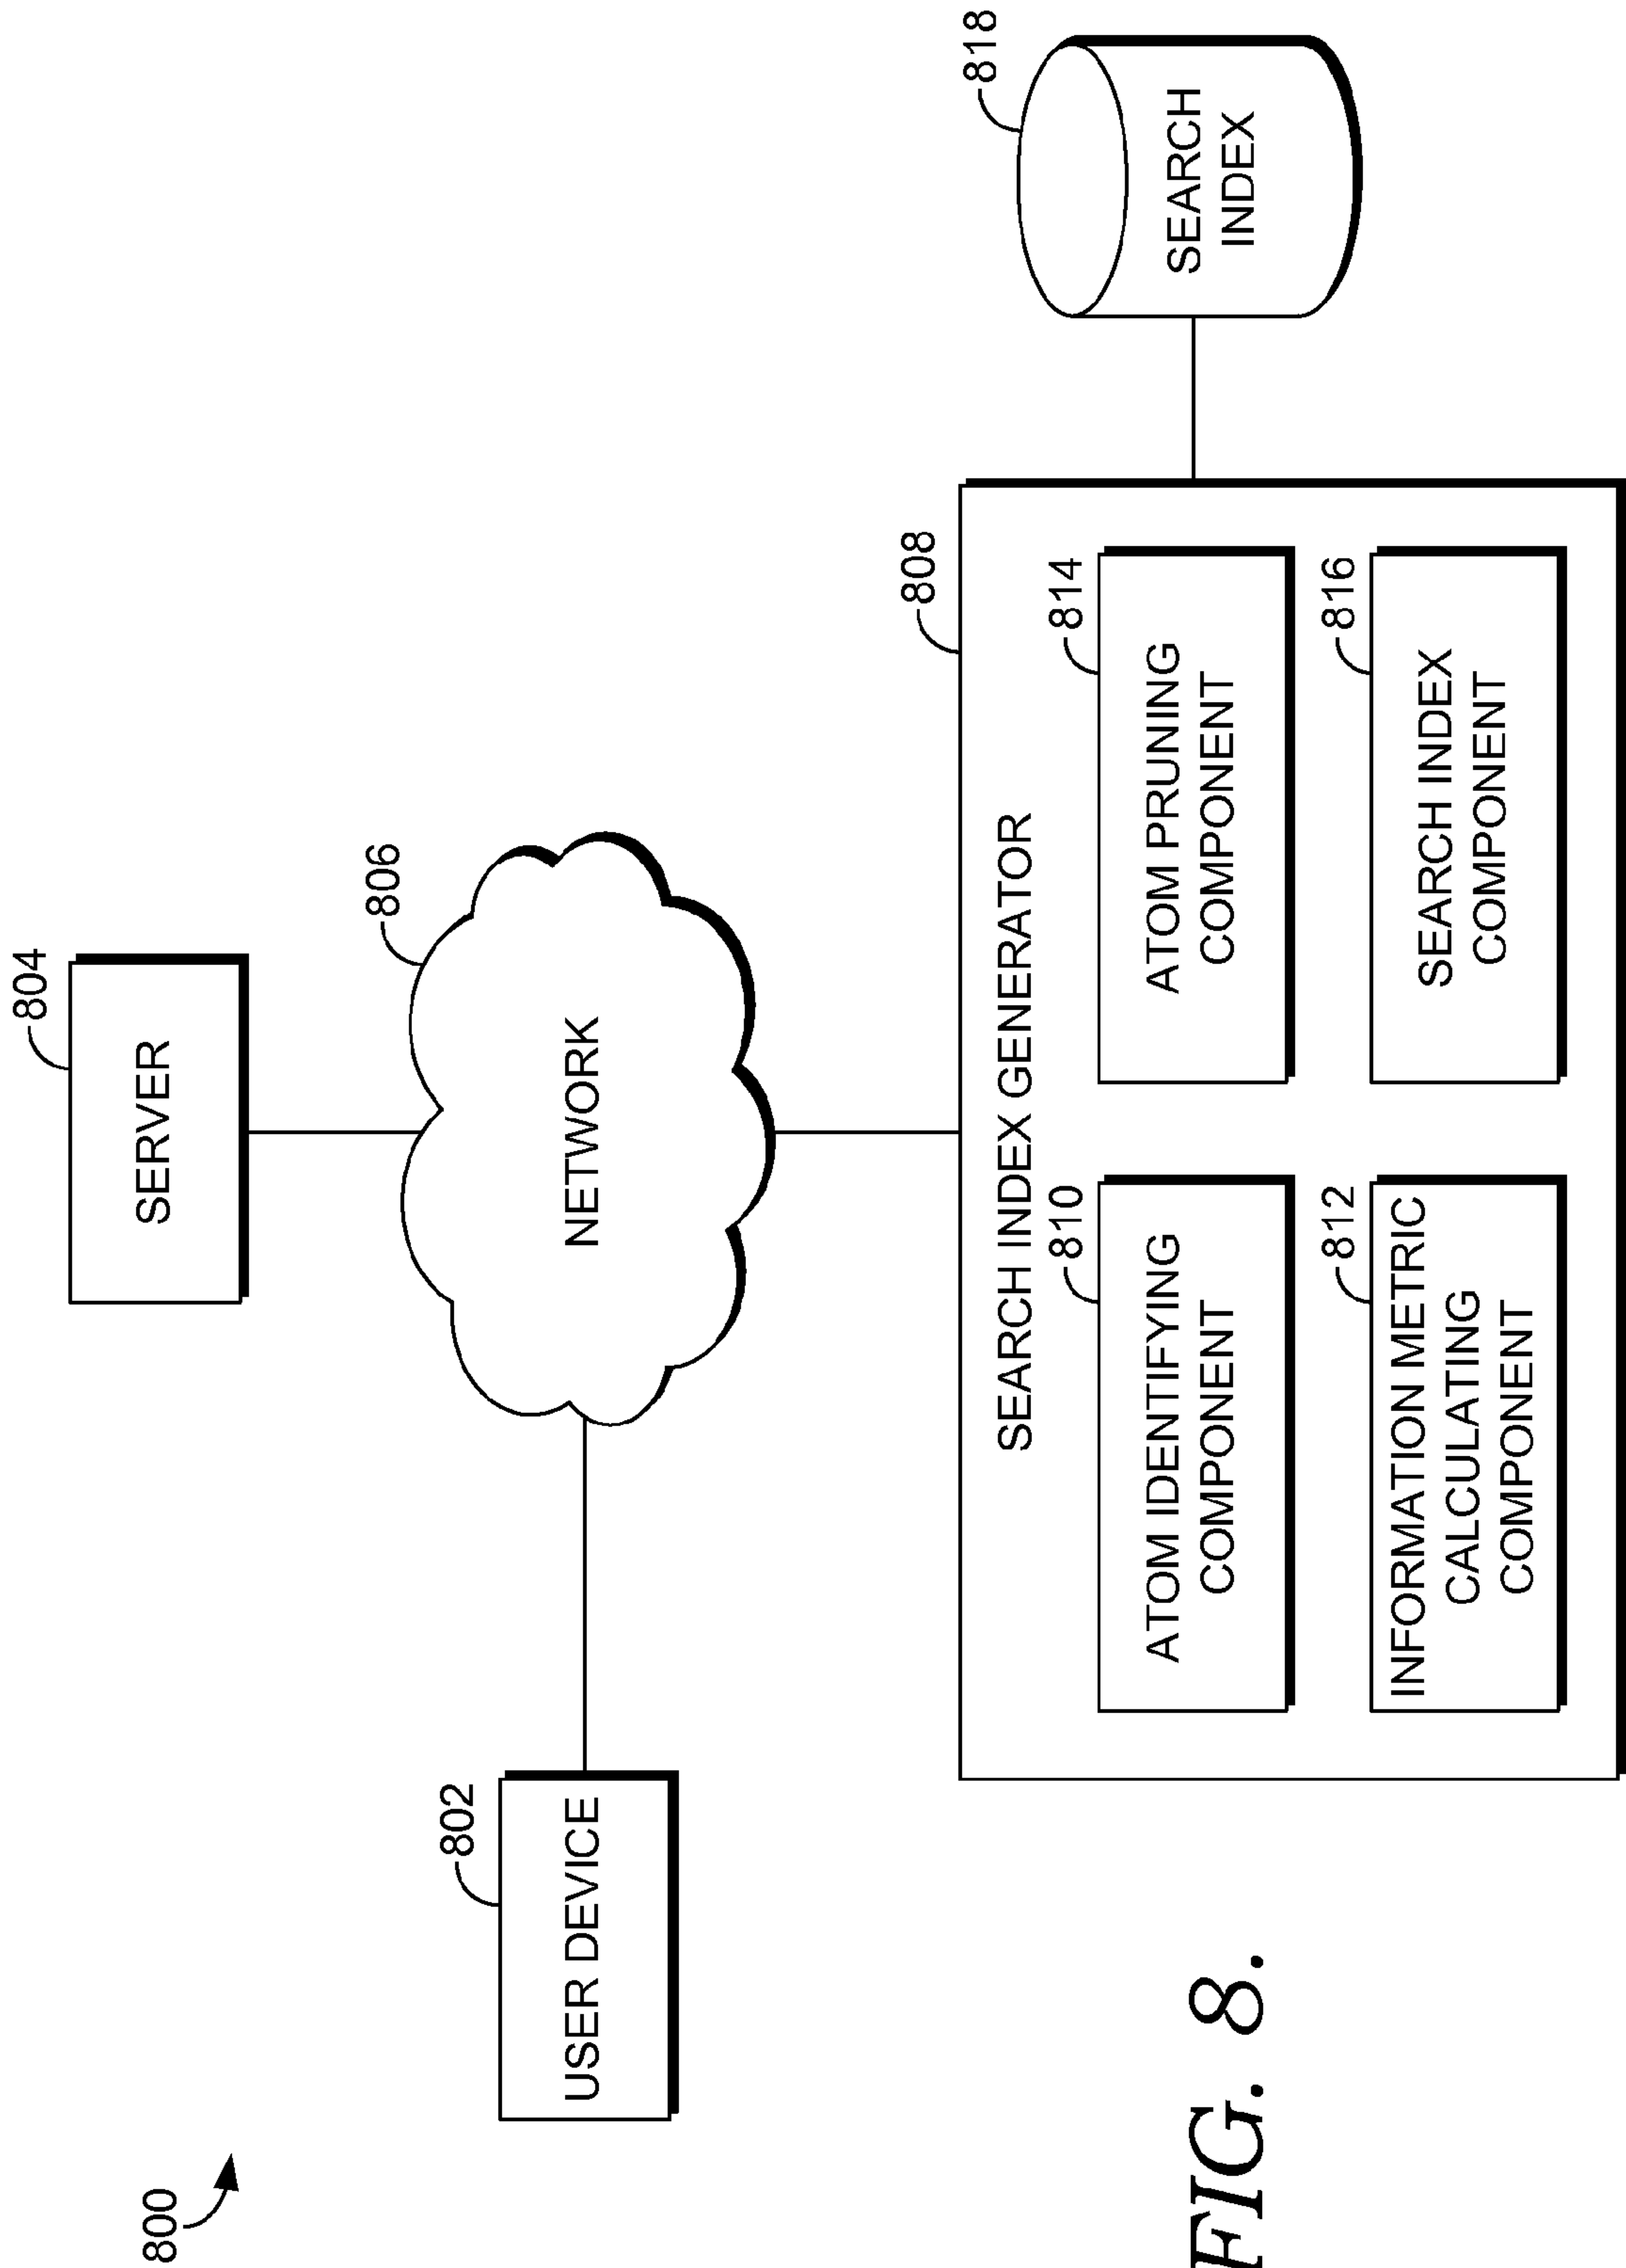 800
804
SERVER
806
NETWORK
802
USER DEVICE
808
SEARCH INDEX GENERATOR
810
ATOM IDENTIFYING
COMPONENT
814
ATOM PRUNING
COMPONENT
812
INFORMATION METRIC
CALCULATING
COMPONENT
816
SEARCH INDEX
COMPONENT
818
SEARCH
INDEX
FIG. 8.